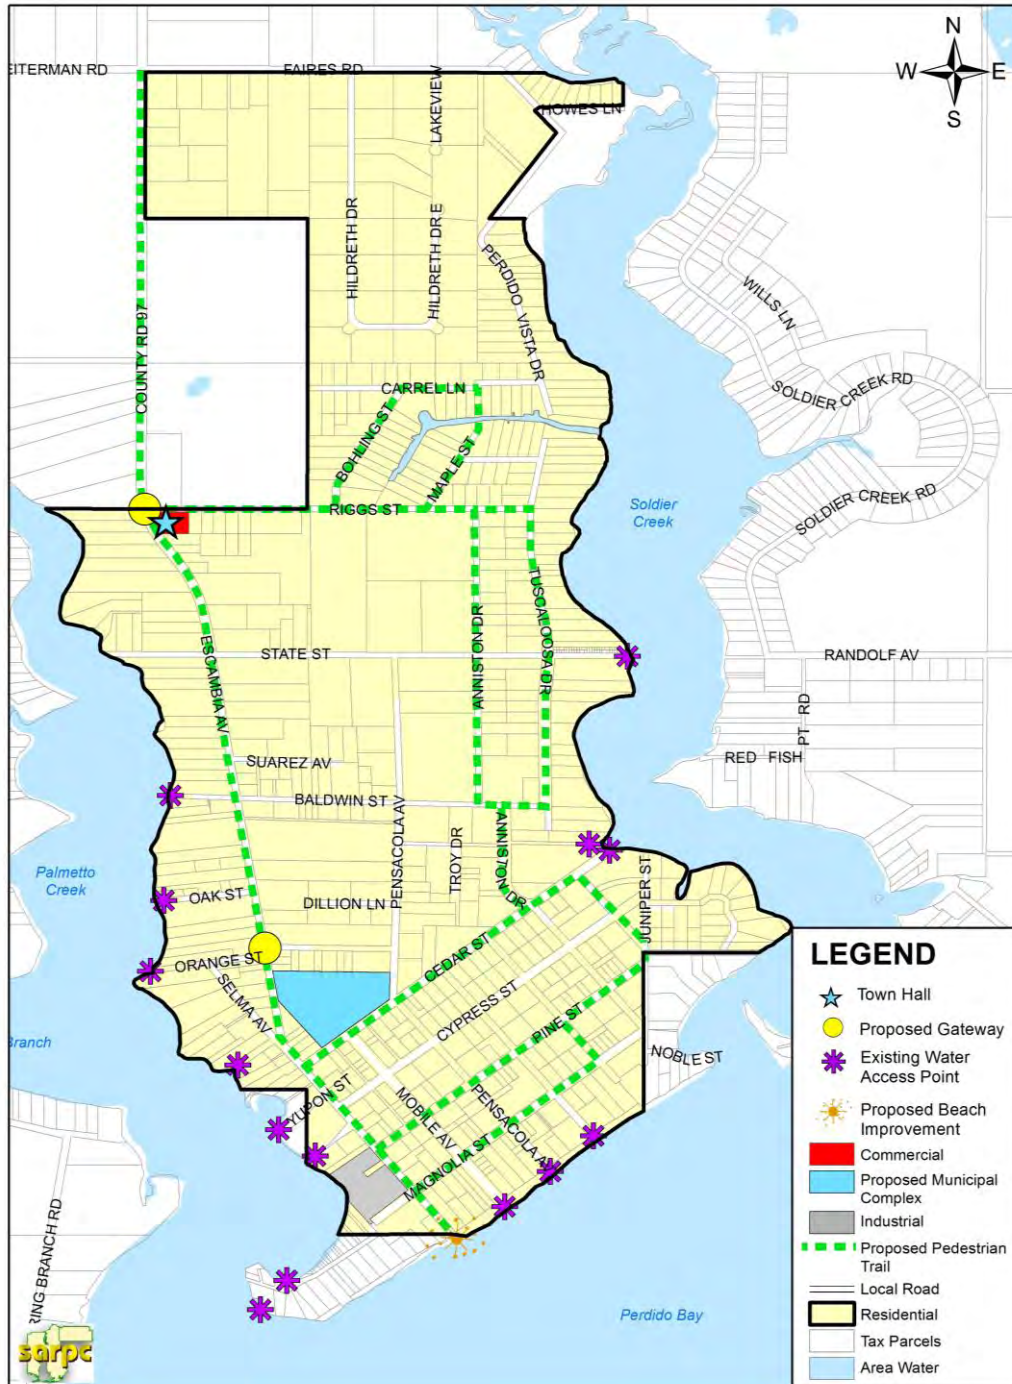 N
W E
S
EITERMAN RD
FAIRES RD
LAKEVIEW
HOWES LN
HILDRETH DR
HILDRETH DR E
PERDIDO VISTA DR
WILLS LN
COUNTY RD 97
CARREL LN
SOLDIER CREEK RD
BOHLING ST
MAPLE ST
RIGGS ST
Soldier
Creek
SOLDIER CREEK RD
TUSCALOOSA DR
ANNISTON DR
ESCAMBIA AV
STATE ST
RANDOLF AV
RED FISH
PT RD
SUAREZ AV
BALDWIN ST
PENSACOLA AV
TROY DR
ANNISTON DR
Palmetto
Creek
OAK ST
DILLION LN
JUNIPER ST
ORANGE ST
SELMA AV
CEDAR ST
CYPRESS ST
PINE ST
NOBLE ST
Branch
YUPON ST
MOBILE AV
PENSACOLA A
MAGNOLIA ST
RING BRANCH RD
Perdido Bay
sarpc
LEGEND
Town Hall
Proposed Gateway
Existing Water
Access Point
Proposed Beach
Improvement
Commercial
Proposed Municipal
Complex
Industrial
Proposed Pedestrian
Trail
Local Road
Residential
Tax Parcels
Area Water